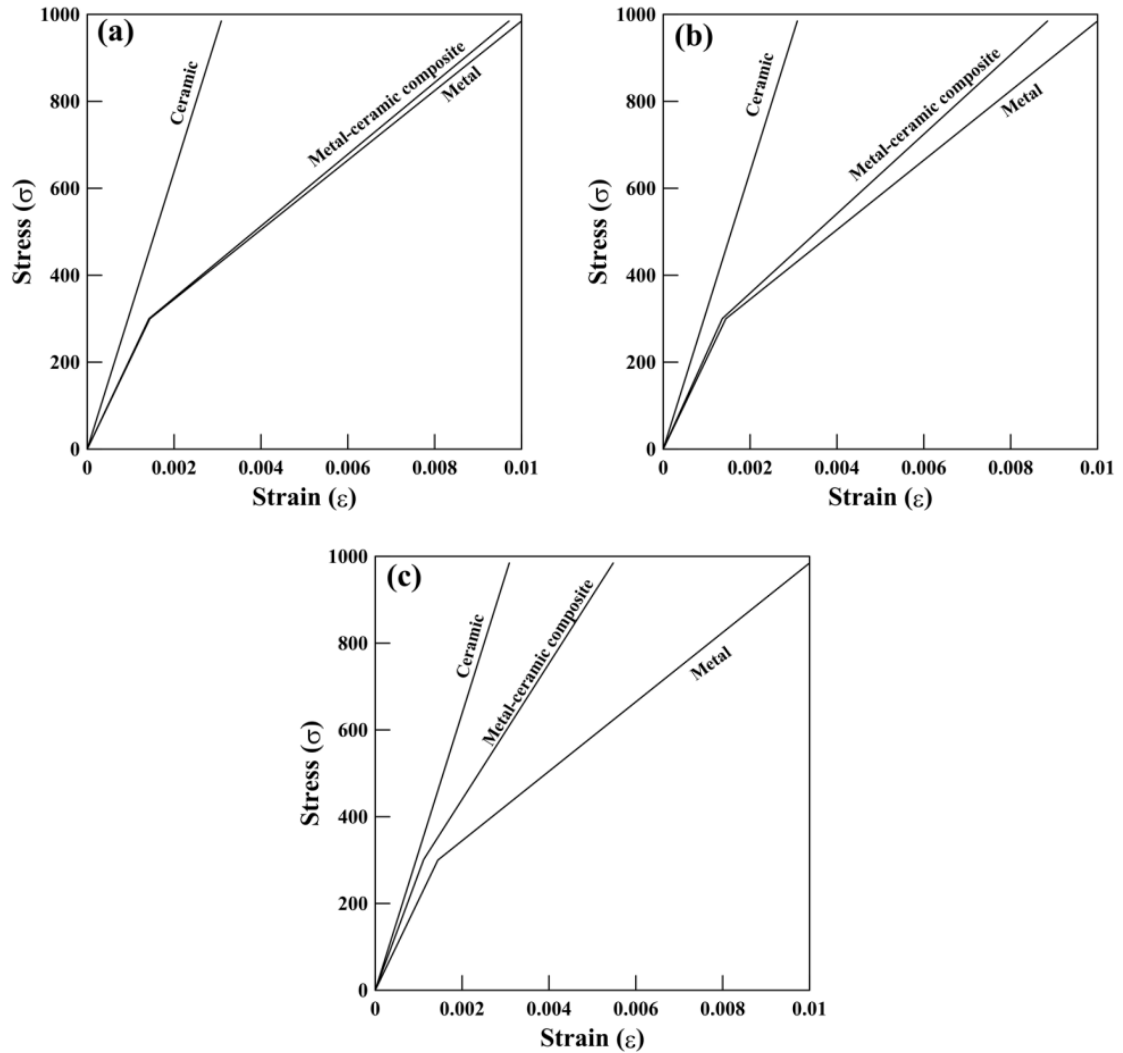 (a)
1000
800
600
400
200
0
Stress (σ)
Ceramic
Metal-ceramic composite
Metal
0 0.002 0.004 0.006 0.008 0.01
Strain (ε)
(b)
1000
800
600
400
200
0
Stress (σ)
Ceramic
Metal-ceramic composite
Metal
0 0.002 0.004 0.006 0.008 0.01
Strain (ε)
(c)
1000
800
600
400
200
0
Stress (σ)
Ceramic
Metal-ceramic composite
Metal
0 0.002 0.004 0.006 0.008 0.01
Strain (ε)